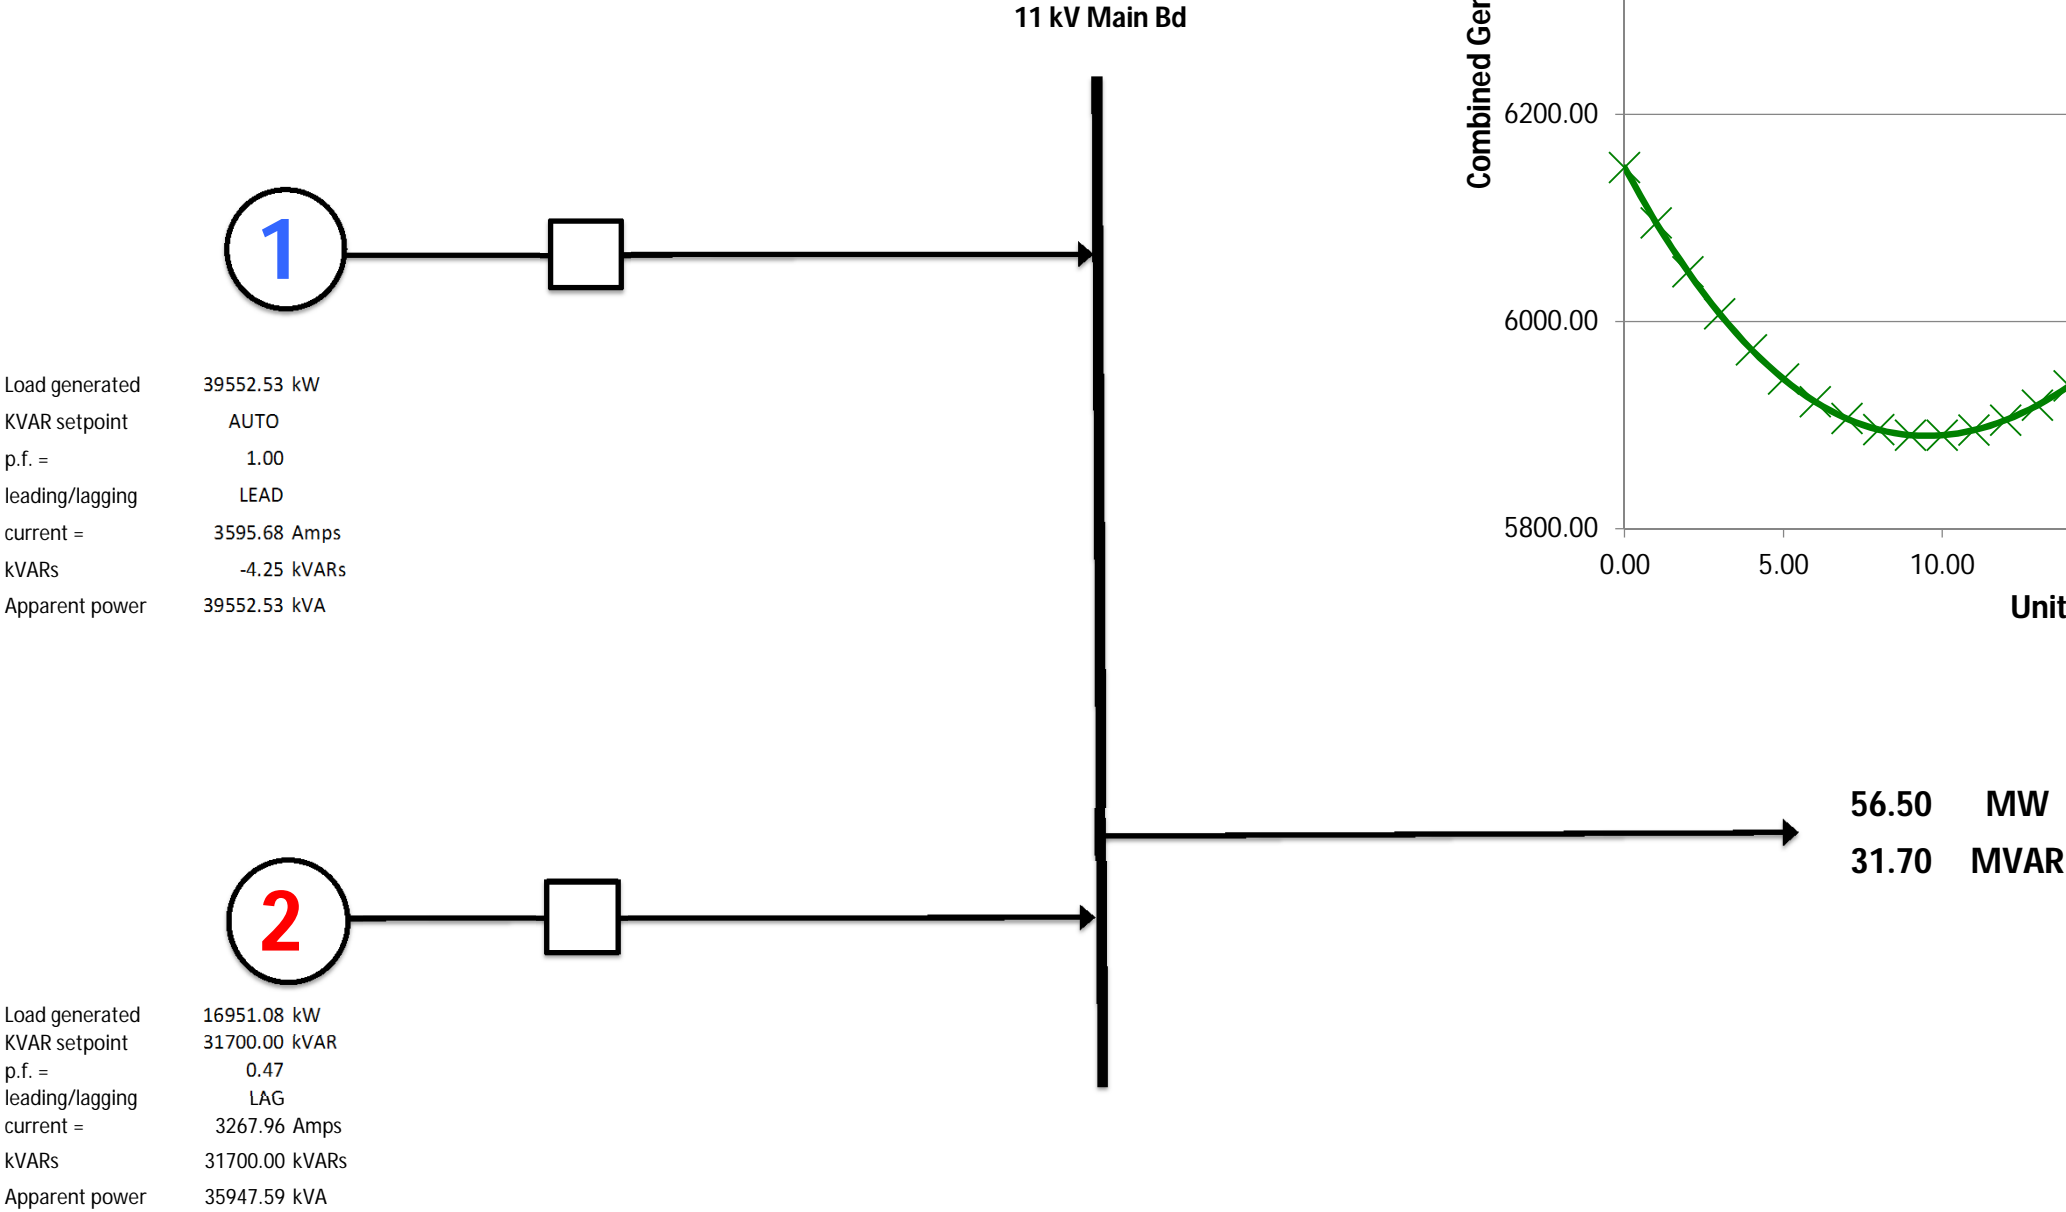 11 kV Main Bd
1
Load generated 39552.53 kW
KVAR setpoint AUTO
p.f. = 1.00
leading/lagging LEAD
current = 3595.68 Amps
kVARs -4.25 kVARs
Apparent power 39552.53 kVA
2
Load generated 16951.08 kW
KVAR setpoint 31700.00 kVAR
p.f. = 0.47
leading/lagging LAG
current = 3267.96 Amps
kVARs 31700.00 kVARs
Apparent power 35947.59 kVA
Combined Ger
6200.00
6000.00
5800.00
0.00 5.00 10.00
Unit
56.50 MW
31.70 MVAR